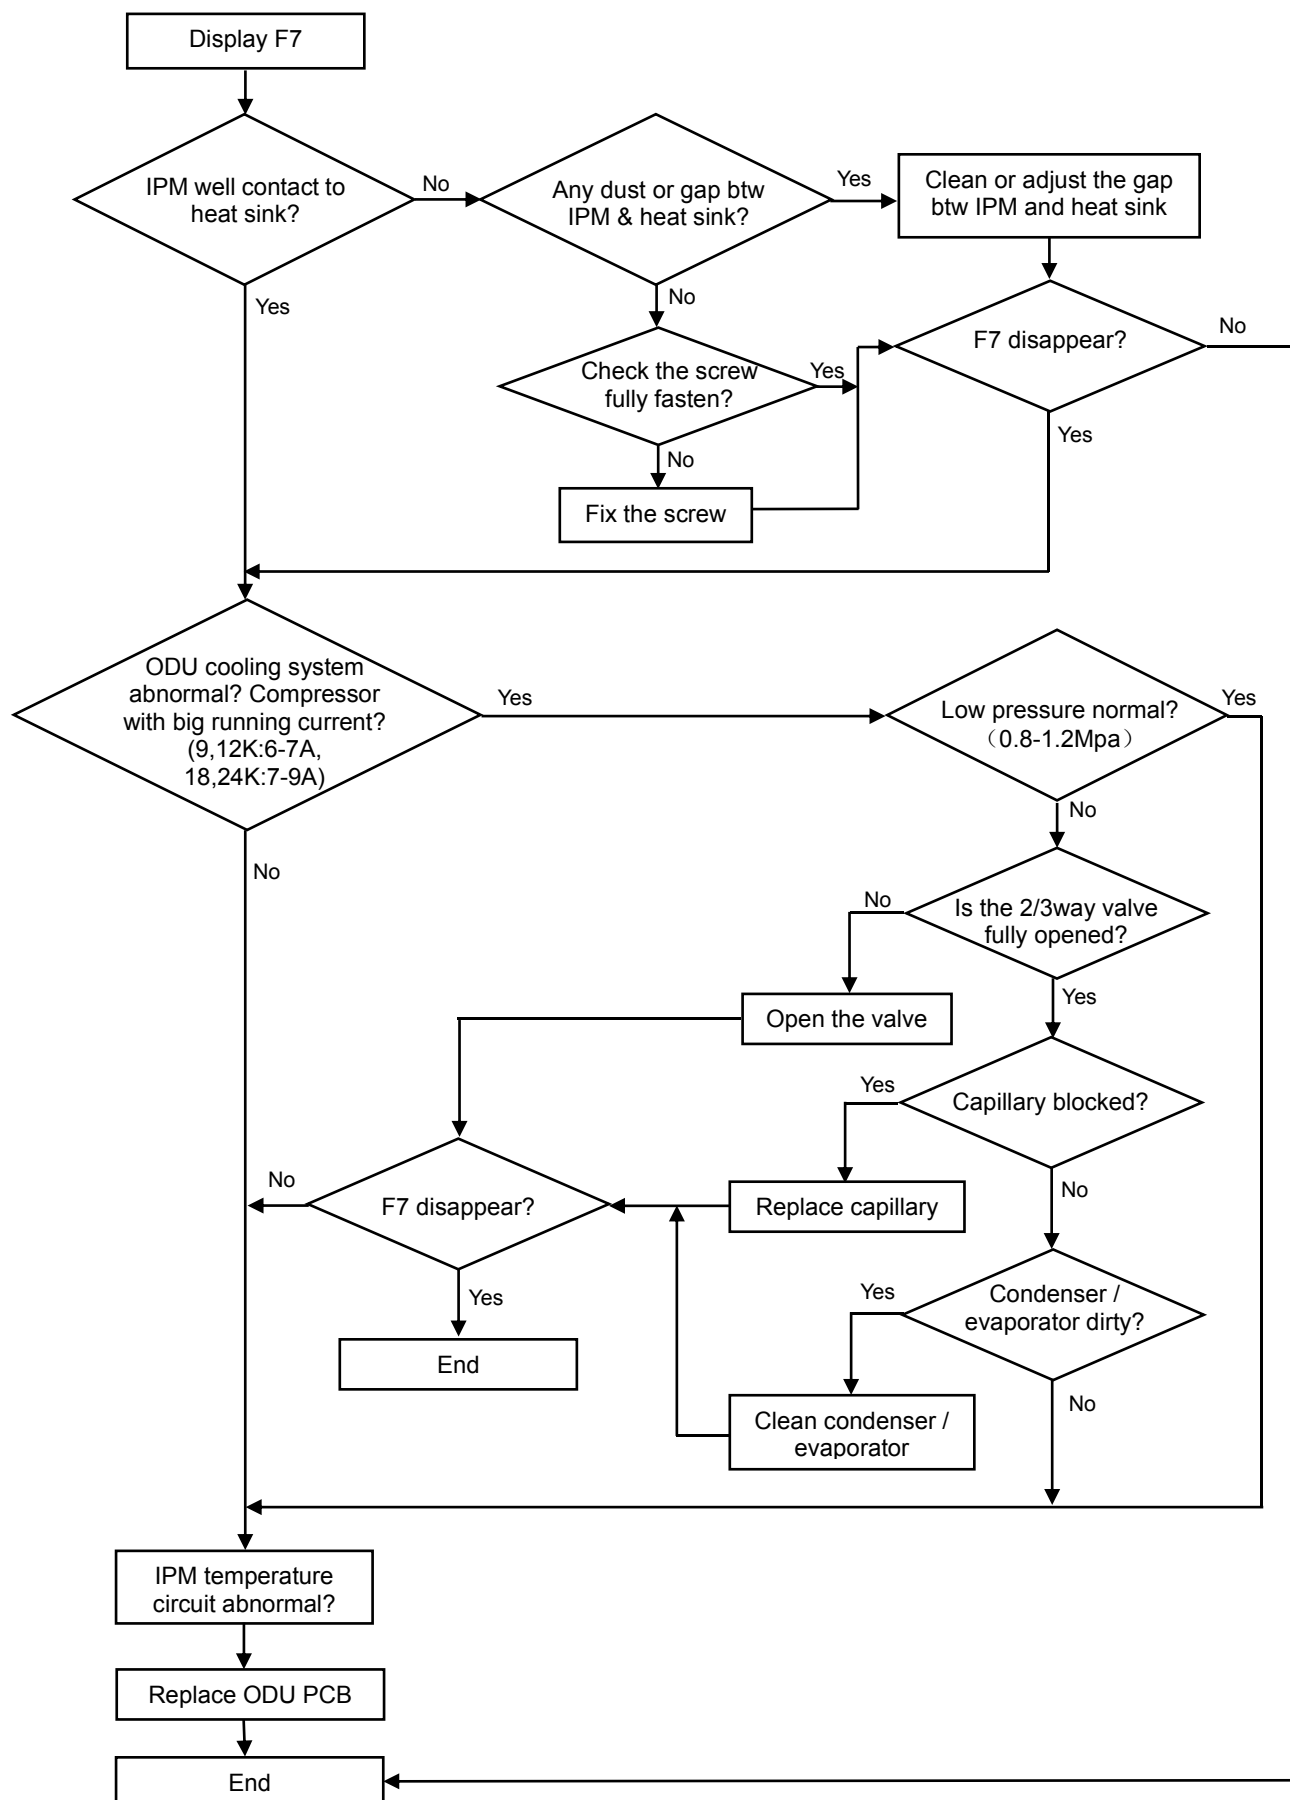 Display F7
IPM well contact to
heat sink?
No
Any dust or gap btw
IPM & heat sink?
Yes
Clean or adjust the gap
btw IPM and heat sink
Yes
No
F7 disappear?
No
Check the screw
fully fasten?
Yes
Yes
No
Fix the screw
ODU cooling system
abnormal? Compressor
with big running current?
(9,12K:6-7A,
18,24K:7-9A)
Yes
Low pressure normal?
（0.8-1.2Mpa）
Yes
No
No
No
Is the 2/3way valve
fully opened?
Yes
Open the valve
Yes
Capillary blocked?
No
F7 disappear?
Replace capillary
No
Yes
Yes
Condenser /
evaporator dirty?
End
No
Clean condenser /
evaporator
IPM temperature
circuit abnormal?
Replace ODU PCB
End